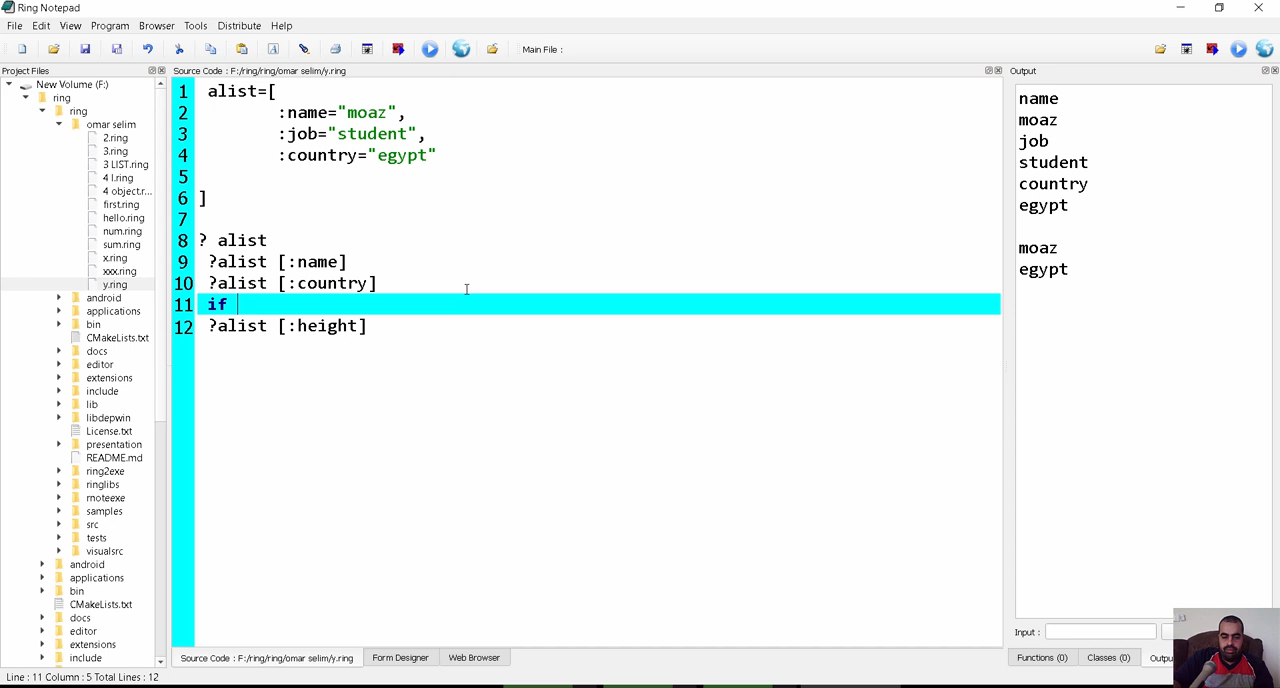 Ring Notepad
File Edit View Program Browser Tools Distribute Help
Main File :
Project Files
Source Code : F:/ring/ring/omar selim/y.ring
Output
New Volume (F:)
ring
ring
omar selim
2.ring
3.ring
3 LIST.ring
4 l.ring
4 object.r...
first.ring
hello.ring
num.ring
sum.ring
x.ring
xxx.ring
y.ring
android
applications
bin
CMakeLists.txt
docs
editor
extensions
include
lib
libdepwin
License.txt
presentation
README.md
ring2exe
ringlibs
rnoteexe
samples
src
tests
visualsrc
android
applications
bin
CMakeLists.txt
docs
editor
extensions
include
1 alist=[
2 :name="moaz",
3 :job="student",
4 :country="egypt"
5
6 ]
7
8 ? alist
9 ?alist [:name]
10 ?alist [:country]
11 if
12 ?alist [:height]
name
moaz
job
student
country
egypt
moaz
egypt
Input :
Source Code : F:/ring/ring/omar selim/y.ring Form Designer Web Browser
Functions (0) Classes (0) Outpu
Line : 11 Column : 5 Total Lines : 12